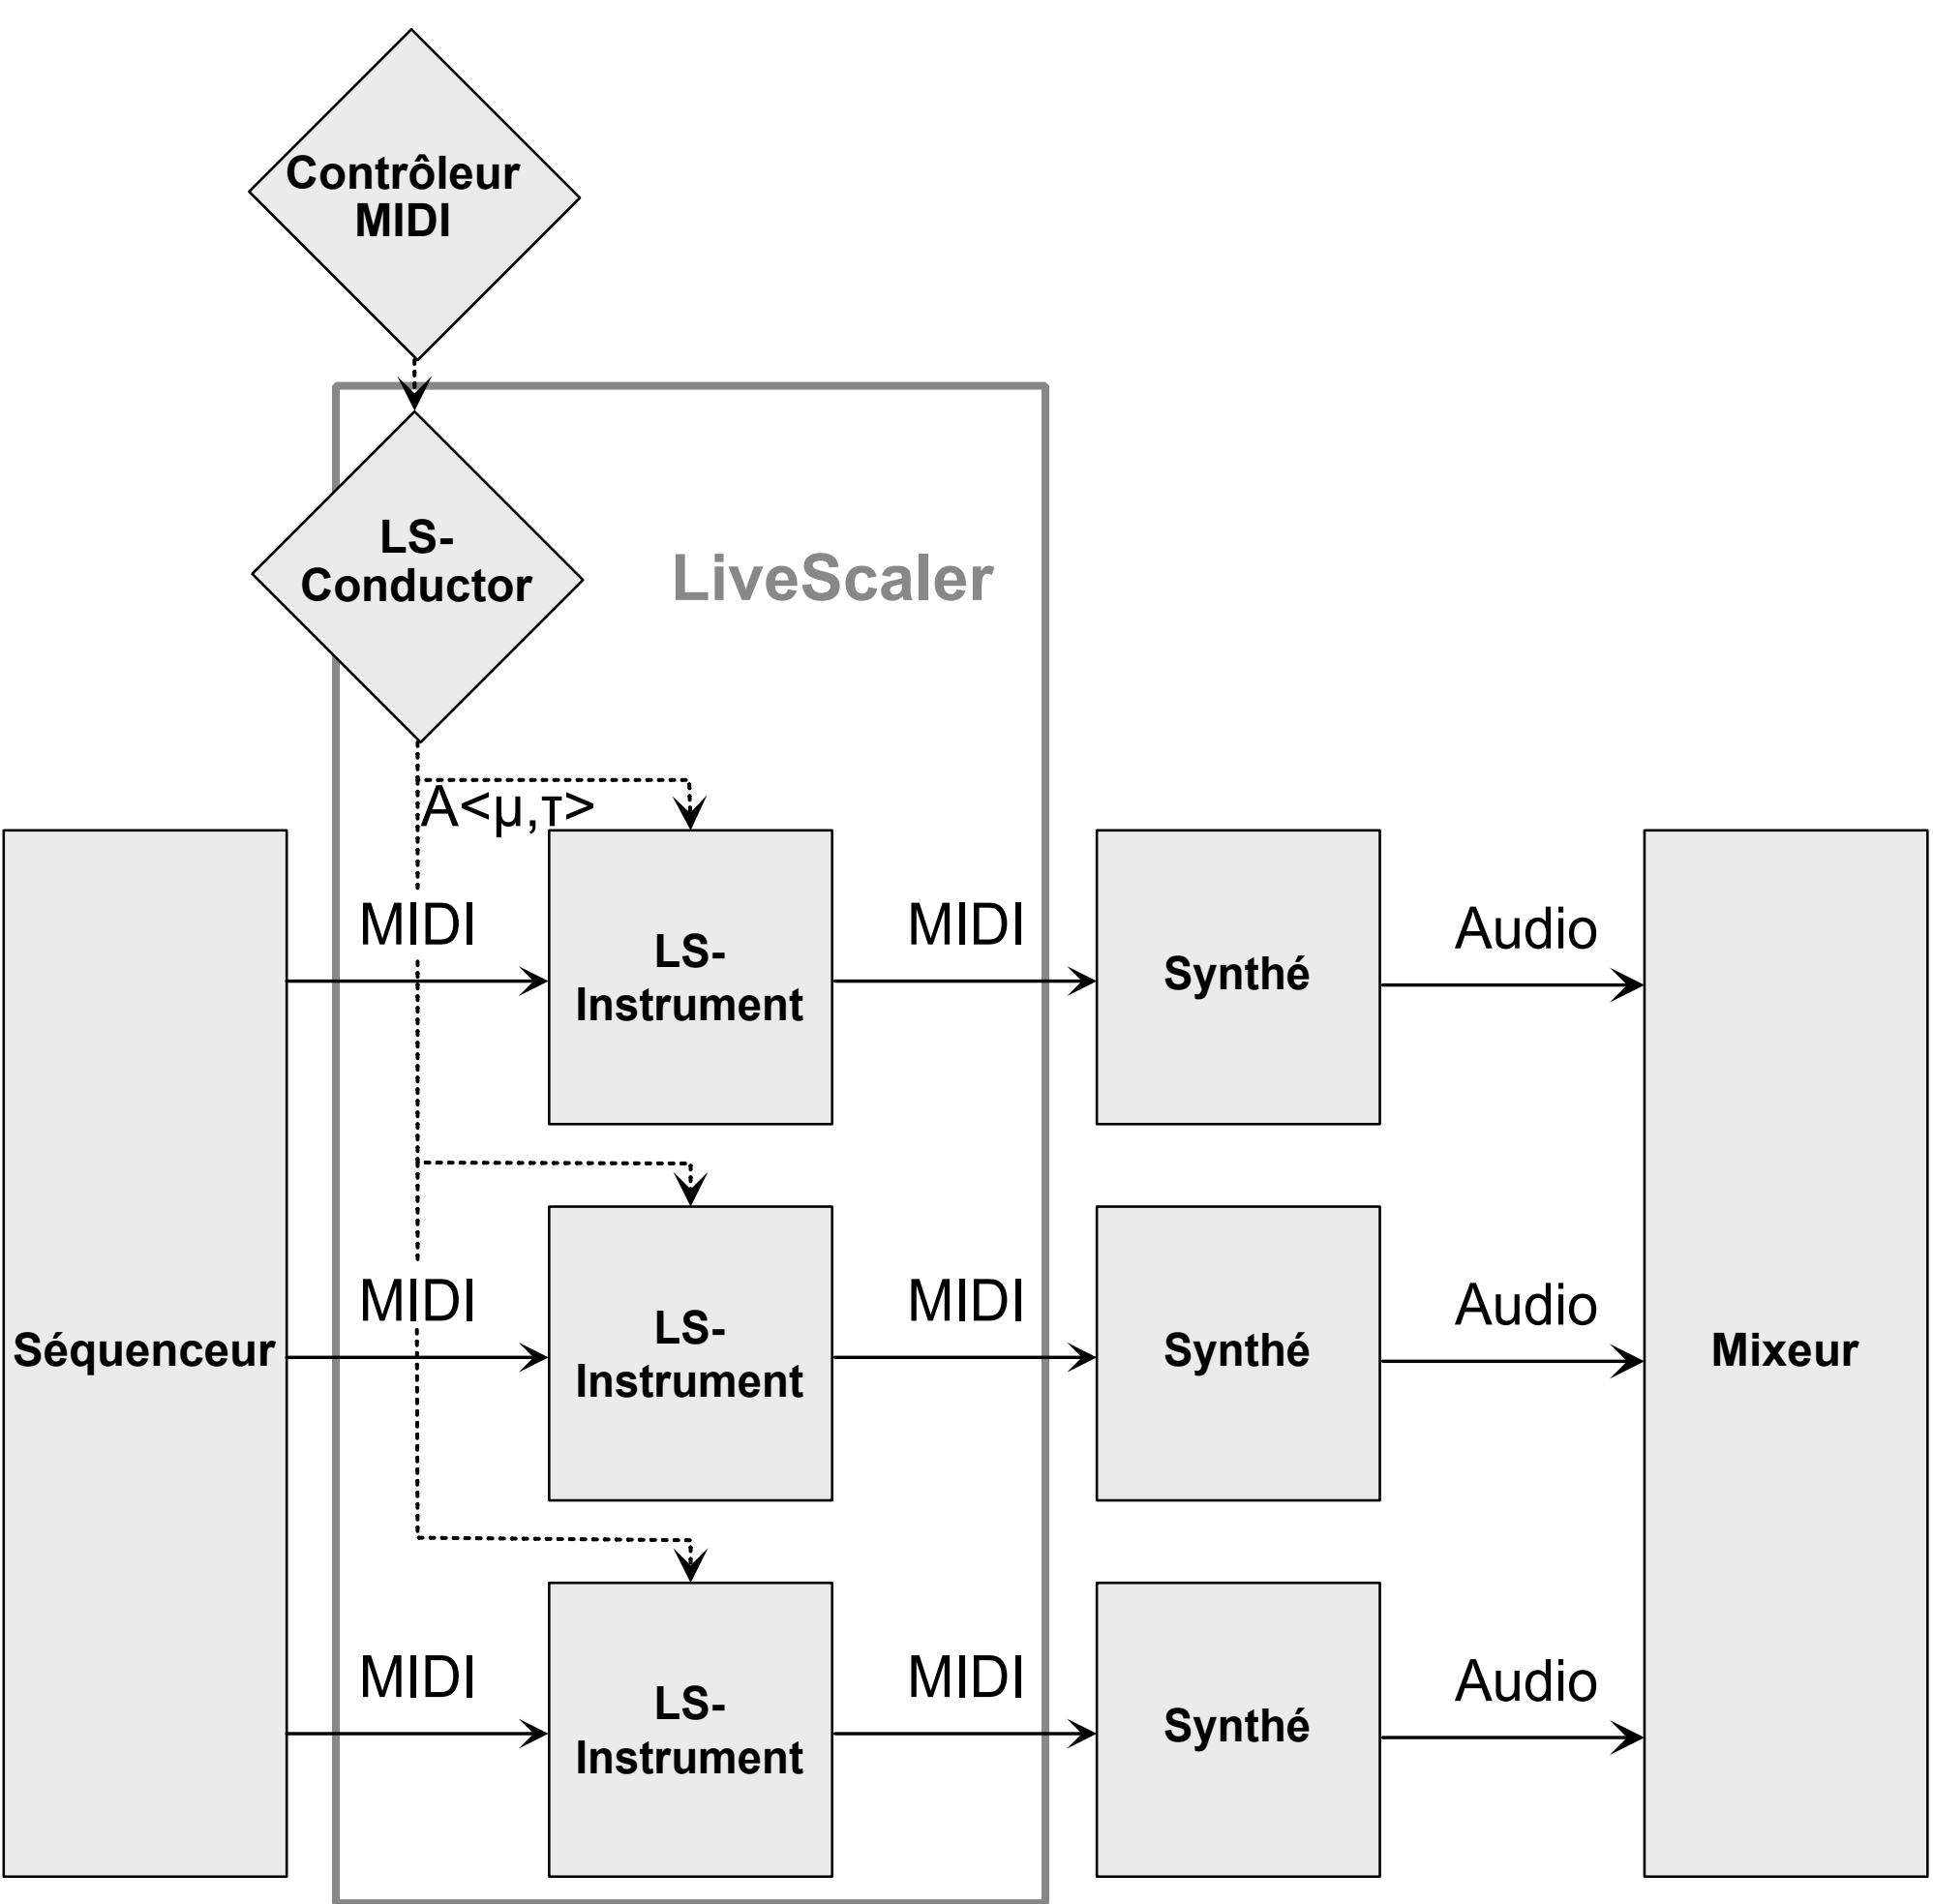 Contrôleur
MIDI
LS-
Conductor
LiveScaler
A<μ,τ>
MIDI
LS-
Instrument
MIDI
Synthé
Audio
Séquenceur
MIDI
LS-
Instrument
MIDI
Synthé
Audio
Mixeur
MIDI
LS-
Instrument
MIDI
Synthé
Audio